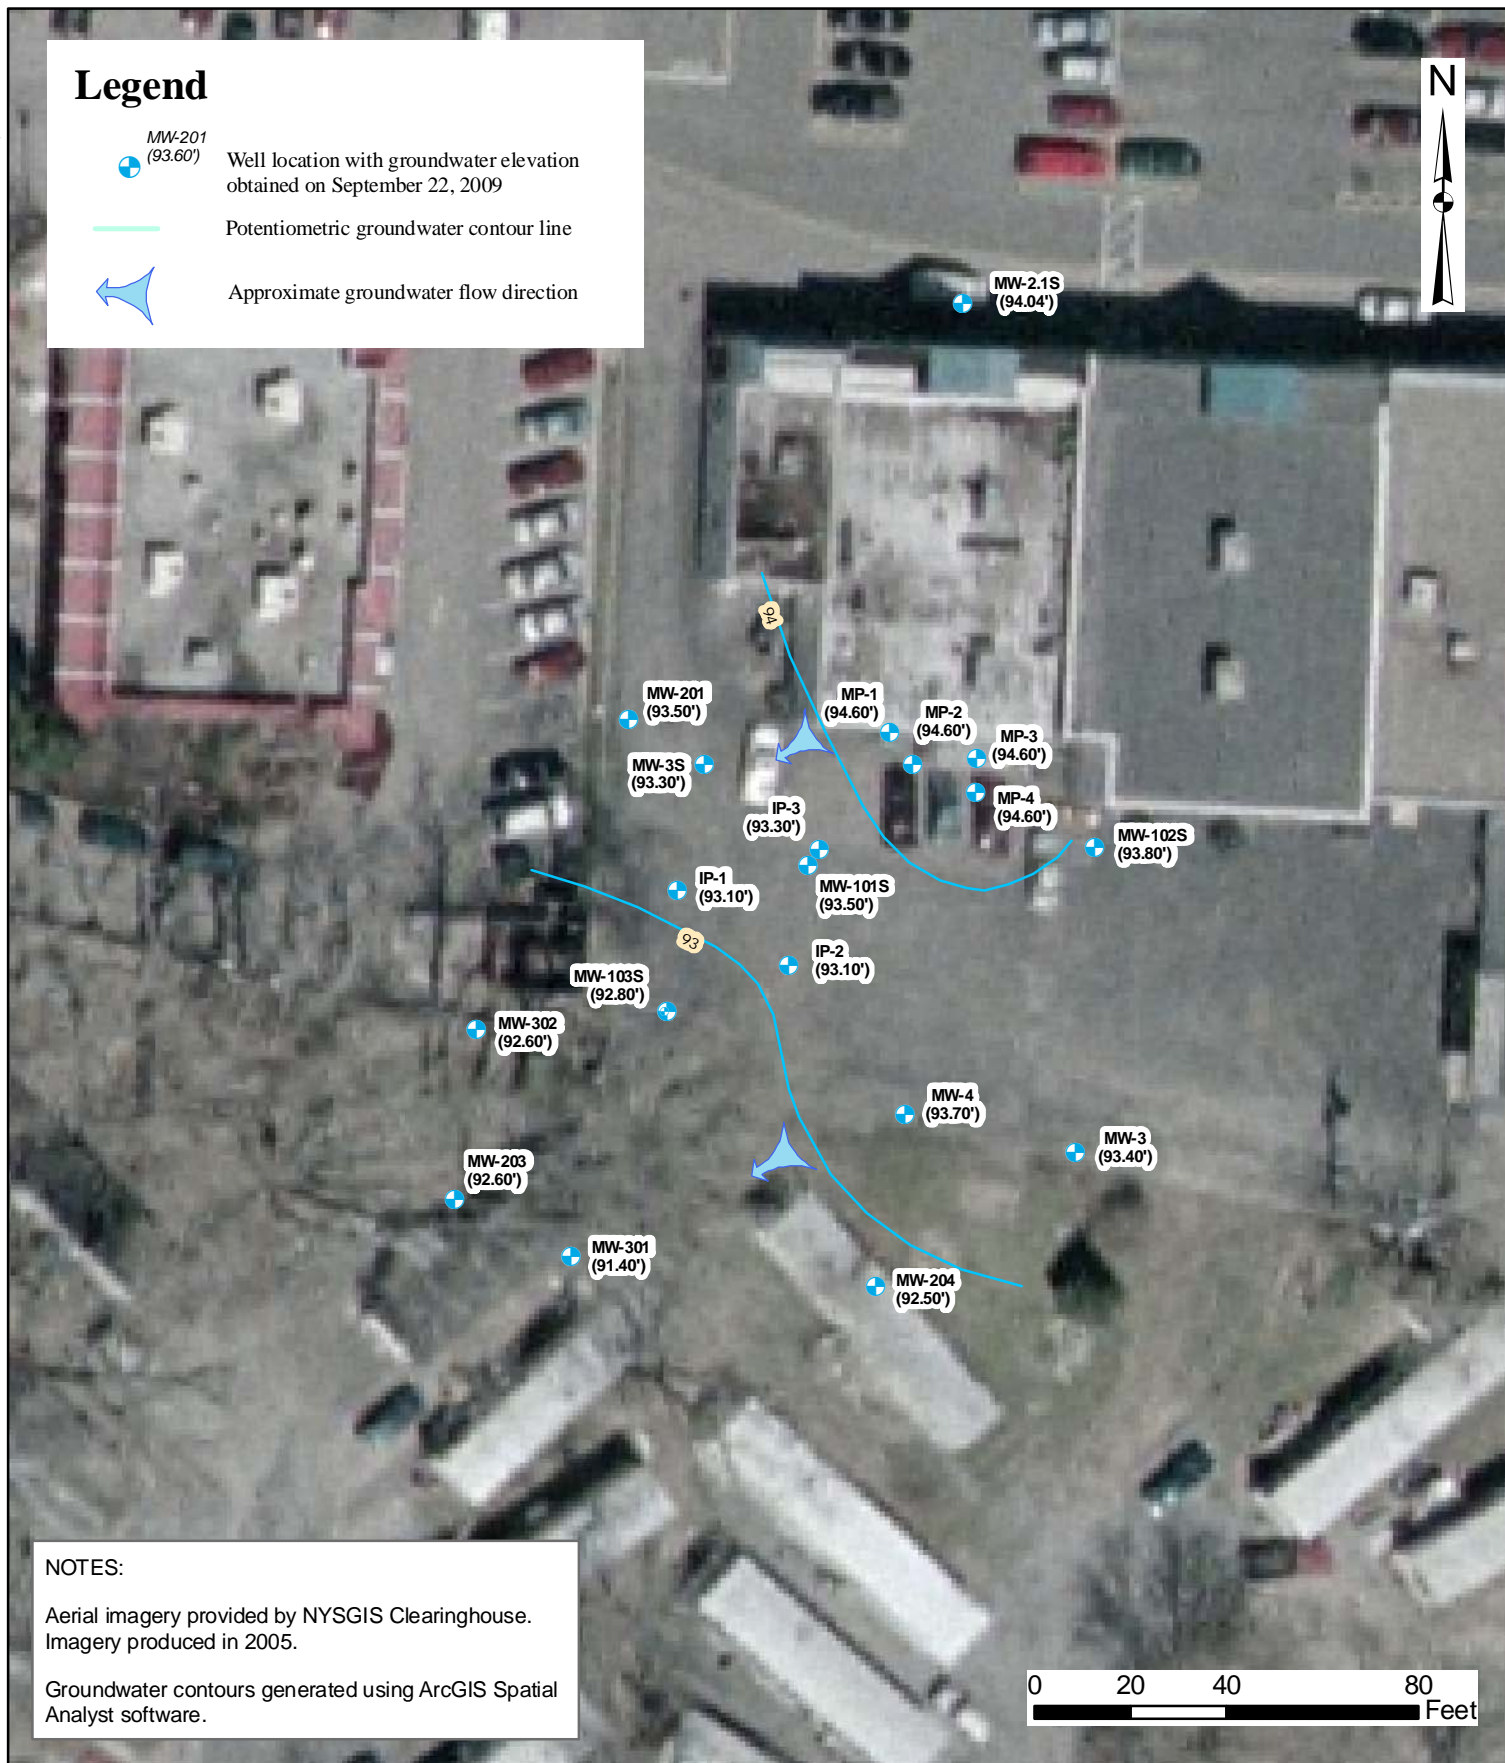 Legend
MW-201
(93.60')
Well location with groundwater elevation
obtained on September 22, 2009
Potentiometric groundwater contour line
Approximate groundwater flow direction
N
MW-2.1S
(94.04')
94
MW-201
(93.50')
MP-1
(94.60')
MP-2
(94.60')
MP-3
(94.60')
MW-3S
(93.30')
MP-4
(94.60')
IP-3
(93.30')
MW-102S
(93.80')
IP-1
(93.10')
MW-101S
(93.50')
93
IP-2
(93.10')
MW-103S
(92.80')
MW-302
(92.60')
MW-4
(93.70')
MW-3
(93.40')
MW-203
(92.60')
MW-301
(91.40')
MW-204
(92.50')
NOTES:
Aerial imagery provided by NYSGIS Clearinghouse.
Imagery produced in 2005.
Groundwater contours generated using ArcGIS Spatial
Analyst software.
0 20 40 80
Feet